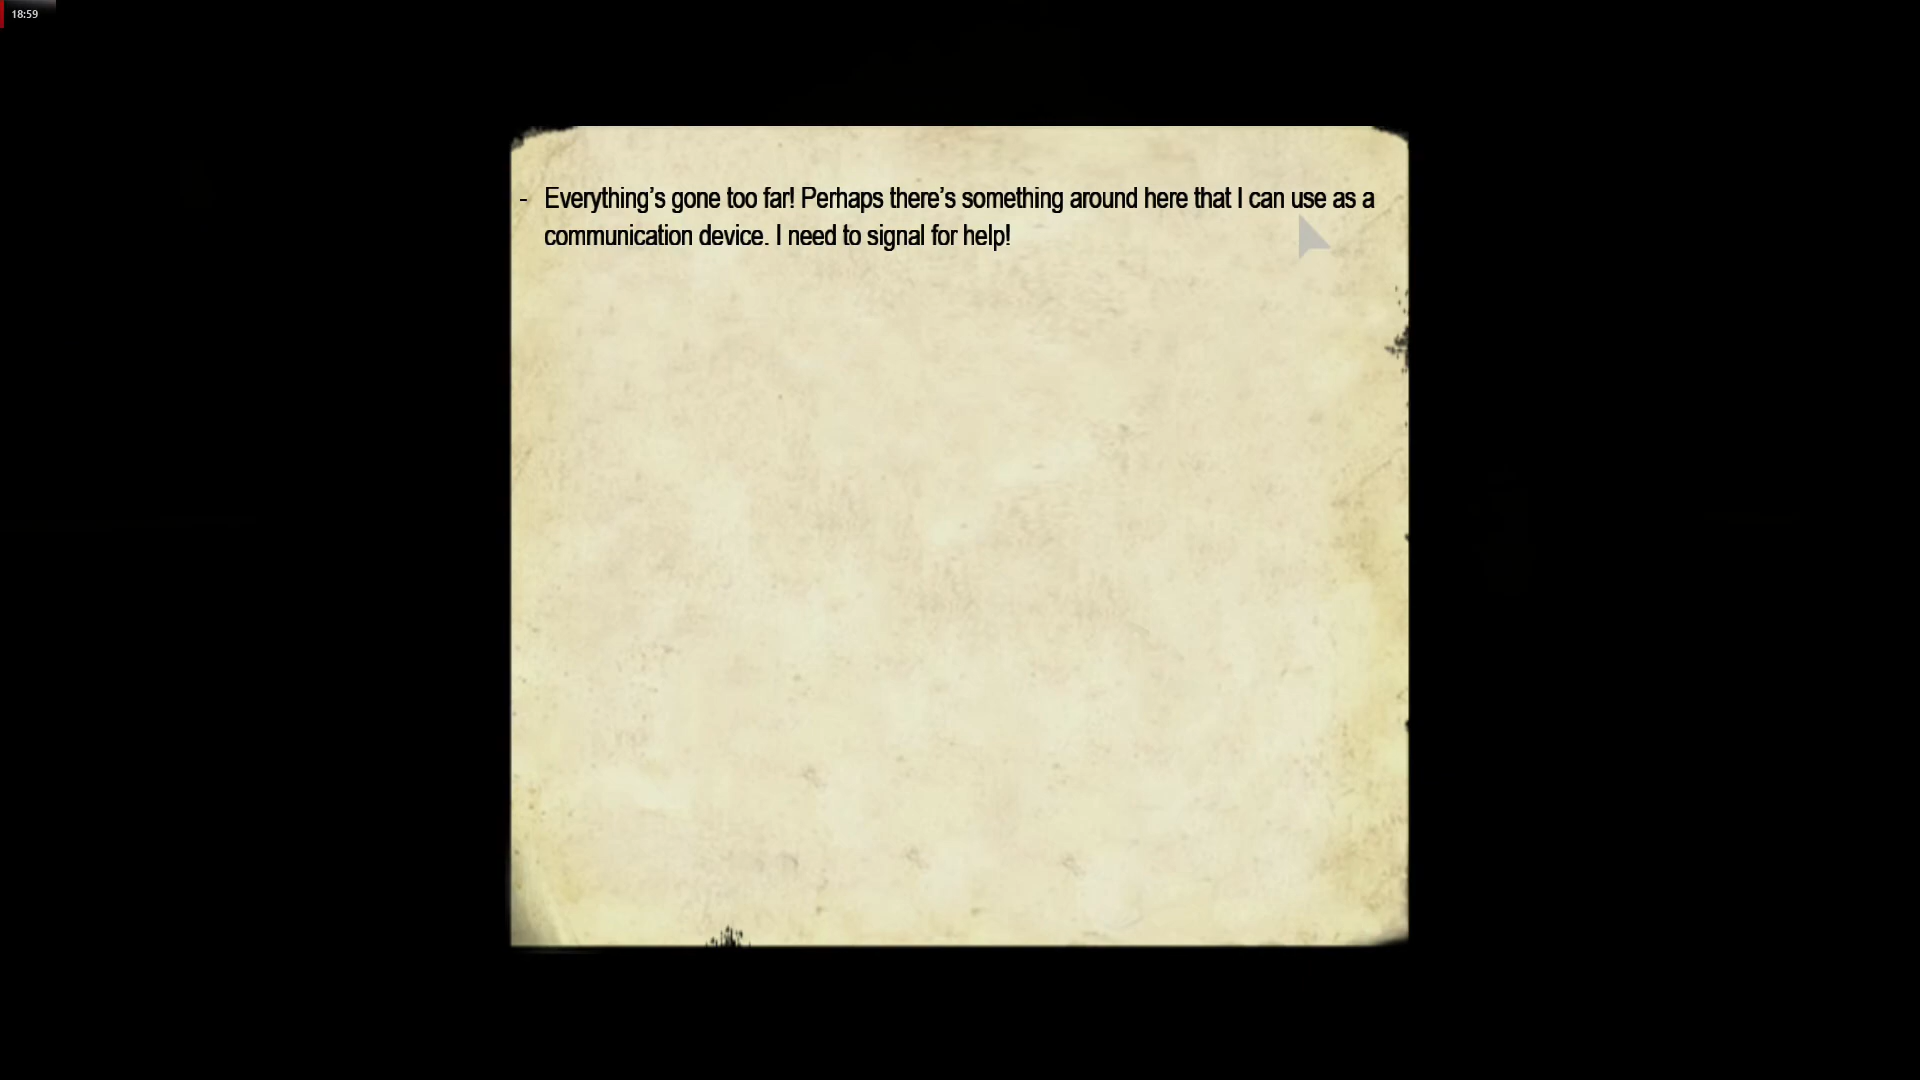 18:59
- Everything’s gone too far! Perhaps there’s something around here that I can use as a
communication device. I need to signal for help!